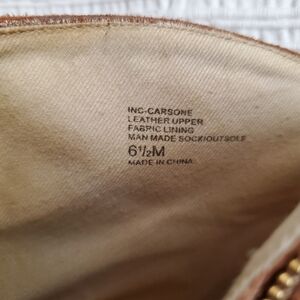 INC-CARSONE
LEATHER UPPER
FABRIC LINING
MAN MADE SOCK/OUTSOLE
6½M
MADE IN CHINA